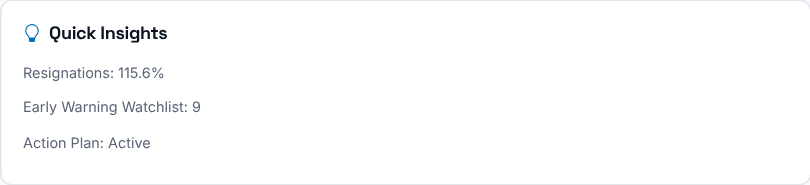 Quick Insights
Resignations: 115.6%
Early Warning Watchlist: 9
Action Plan: Active